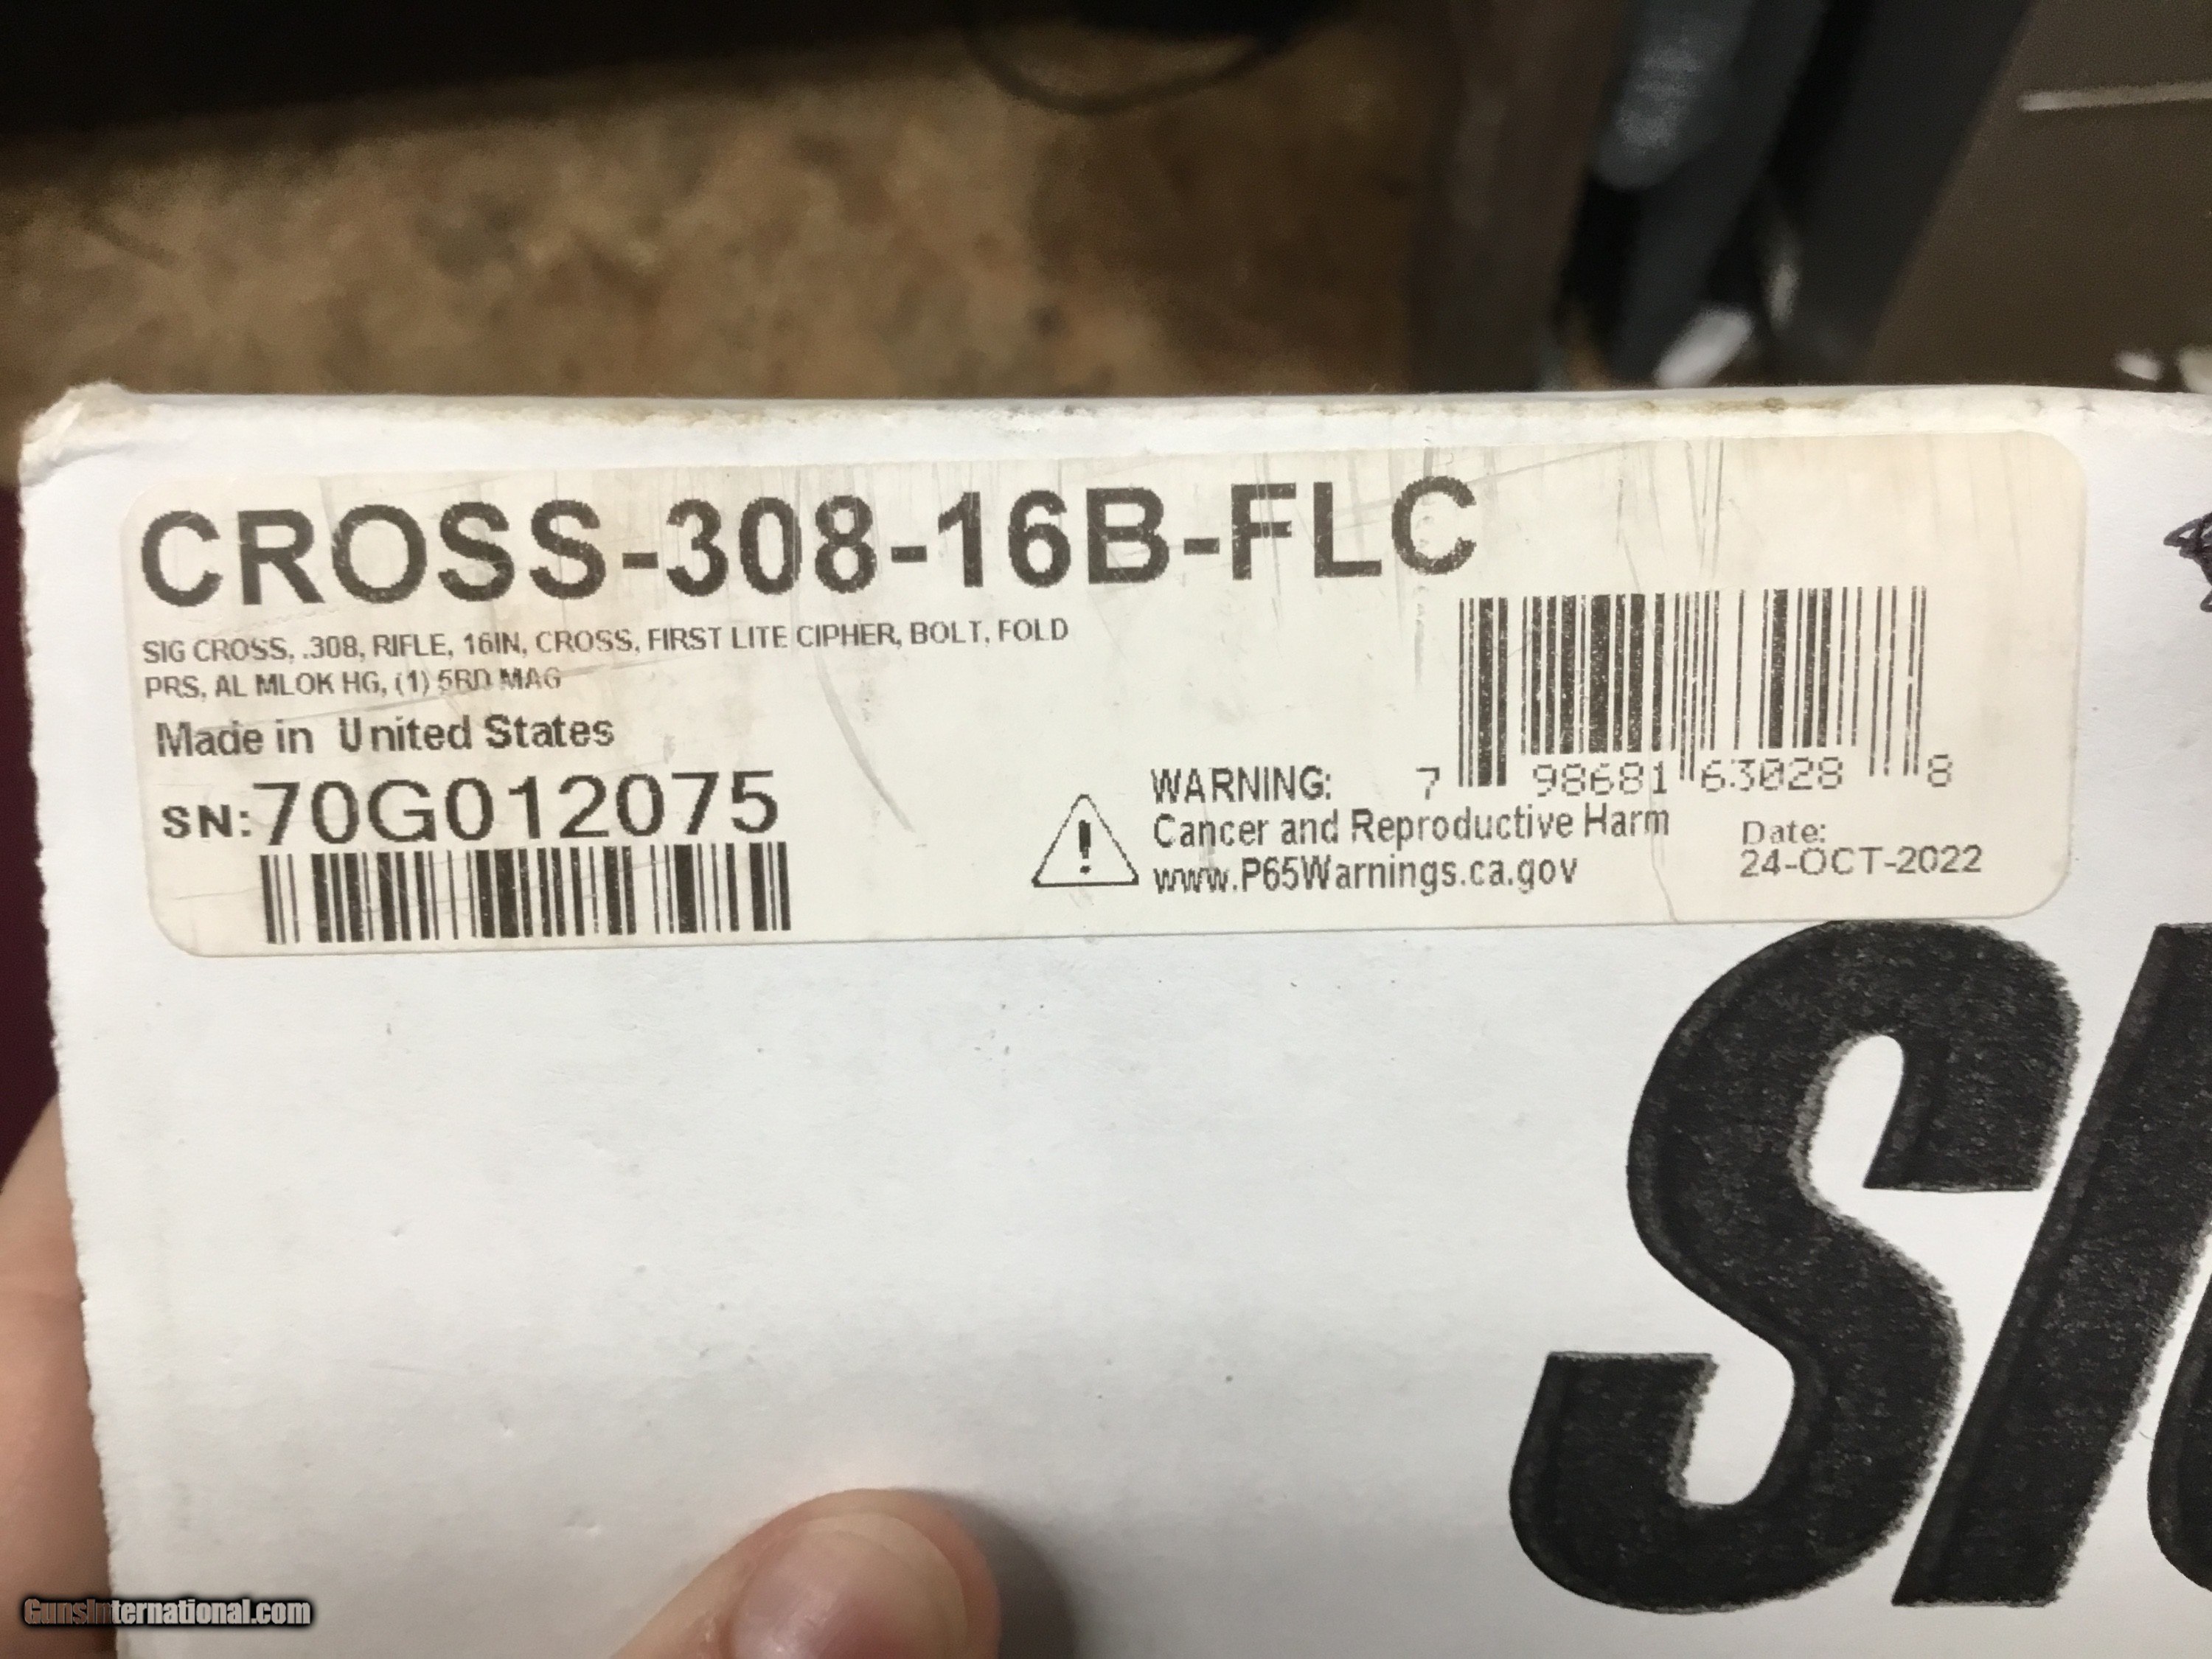 CROSS-308-16B-FLC
SIG CROSS, .308, RIFLE, 16IN, CROSS, FIRST LITE CIPHER, BOLT, FOLD
PRS, AL MLOK HG, (1) 5RD MAG
Made in United States
SN:70G012075
7 98681 63028 8
WARNING:
Cancer and Reproductive Harm
www.P65Warnings.ca.gov
Date:
24-OCT-2022
GunsInternational.com